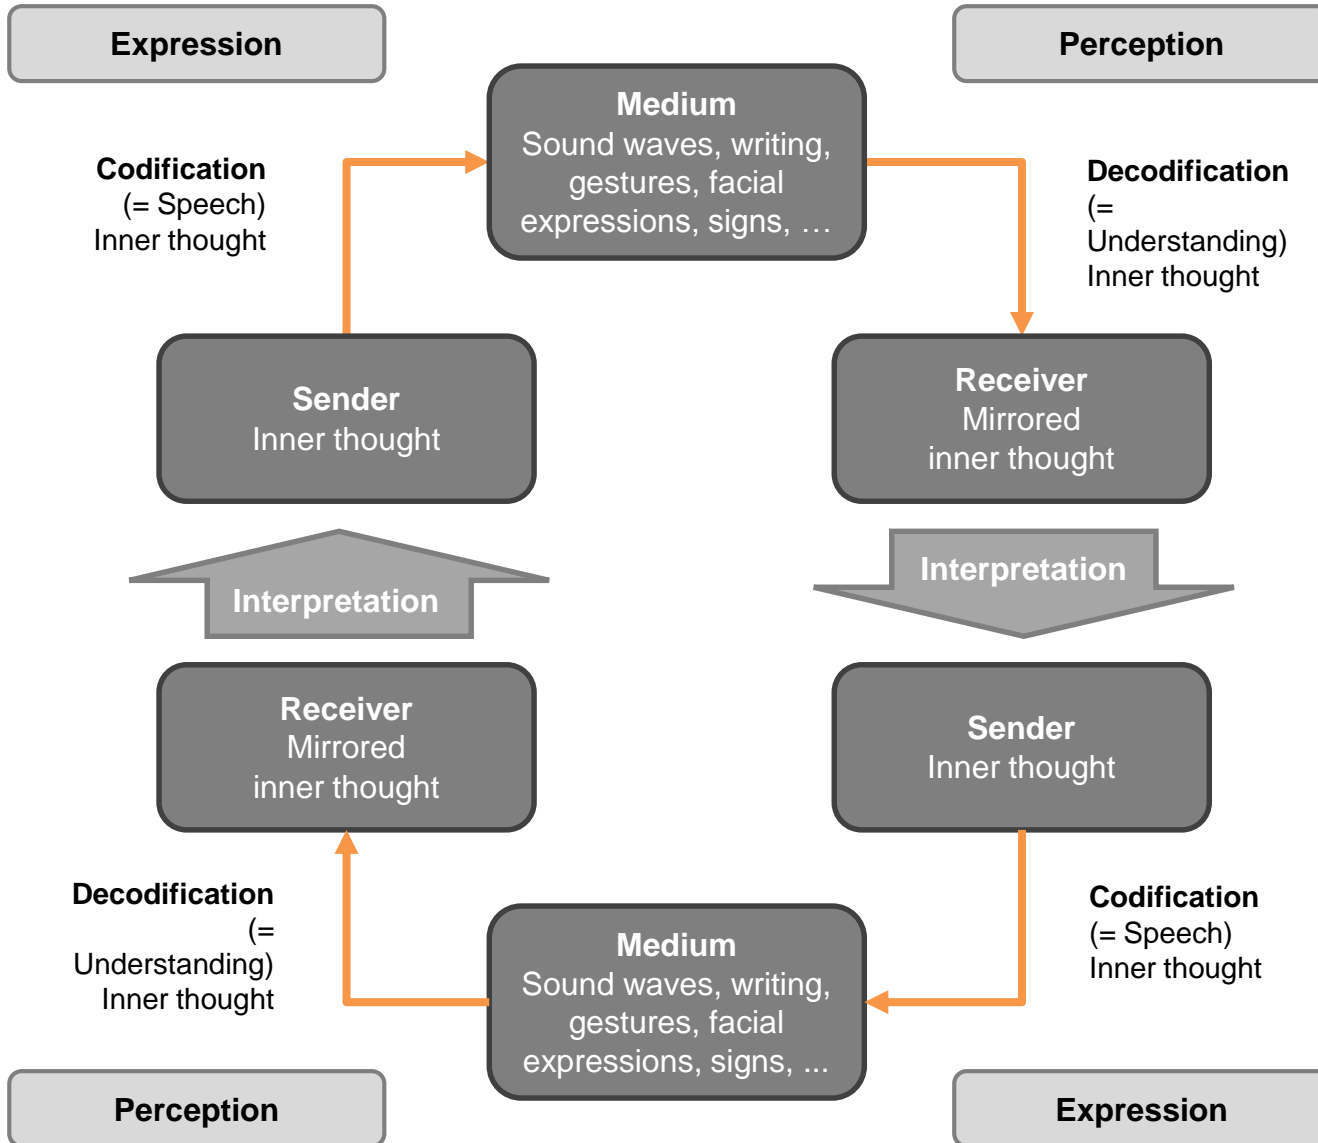 Expression
Perception
Medium
Sound waves, writing,
gestures, facial
expressions, signs, …
Codification
(= Speech)
Inner thought
Decodification
(=
Understanding)
Inner thought
Sender
Inner thought
Receiver
Mirrored
inner thought
Interpretation
Interpretation
Receiver
Mirrored
inner thought
Sender
Inner thought
Decodification
(=
Understanding)
Inner thought
Medium
Sound waves, writing,
gestures, facial
expressions, signs, ...
Codification
(= Speech)
Inner thought
Perception
Expression